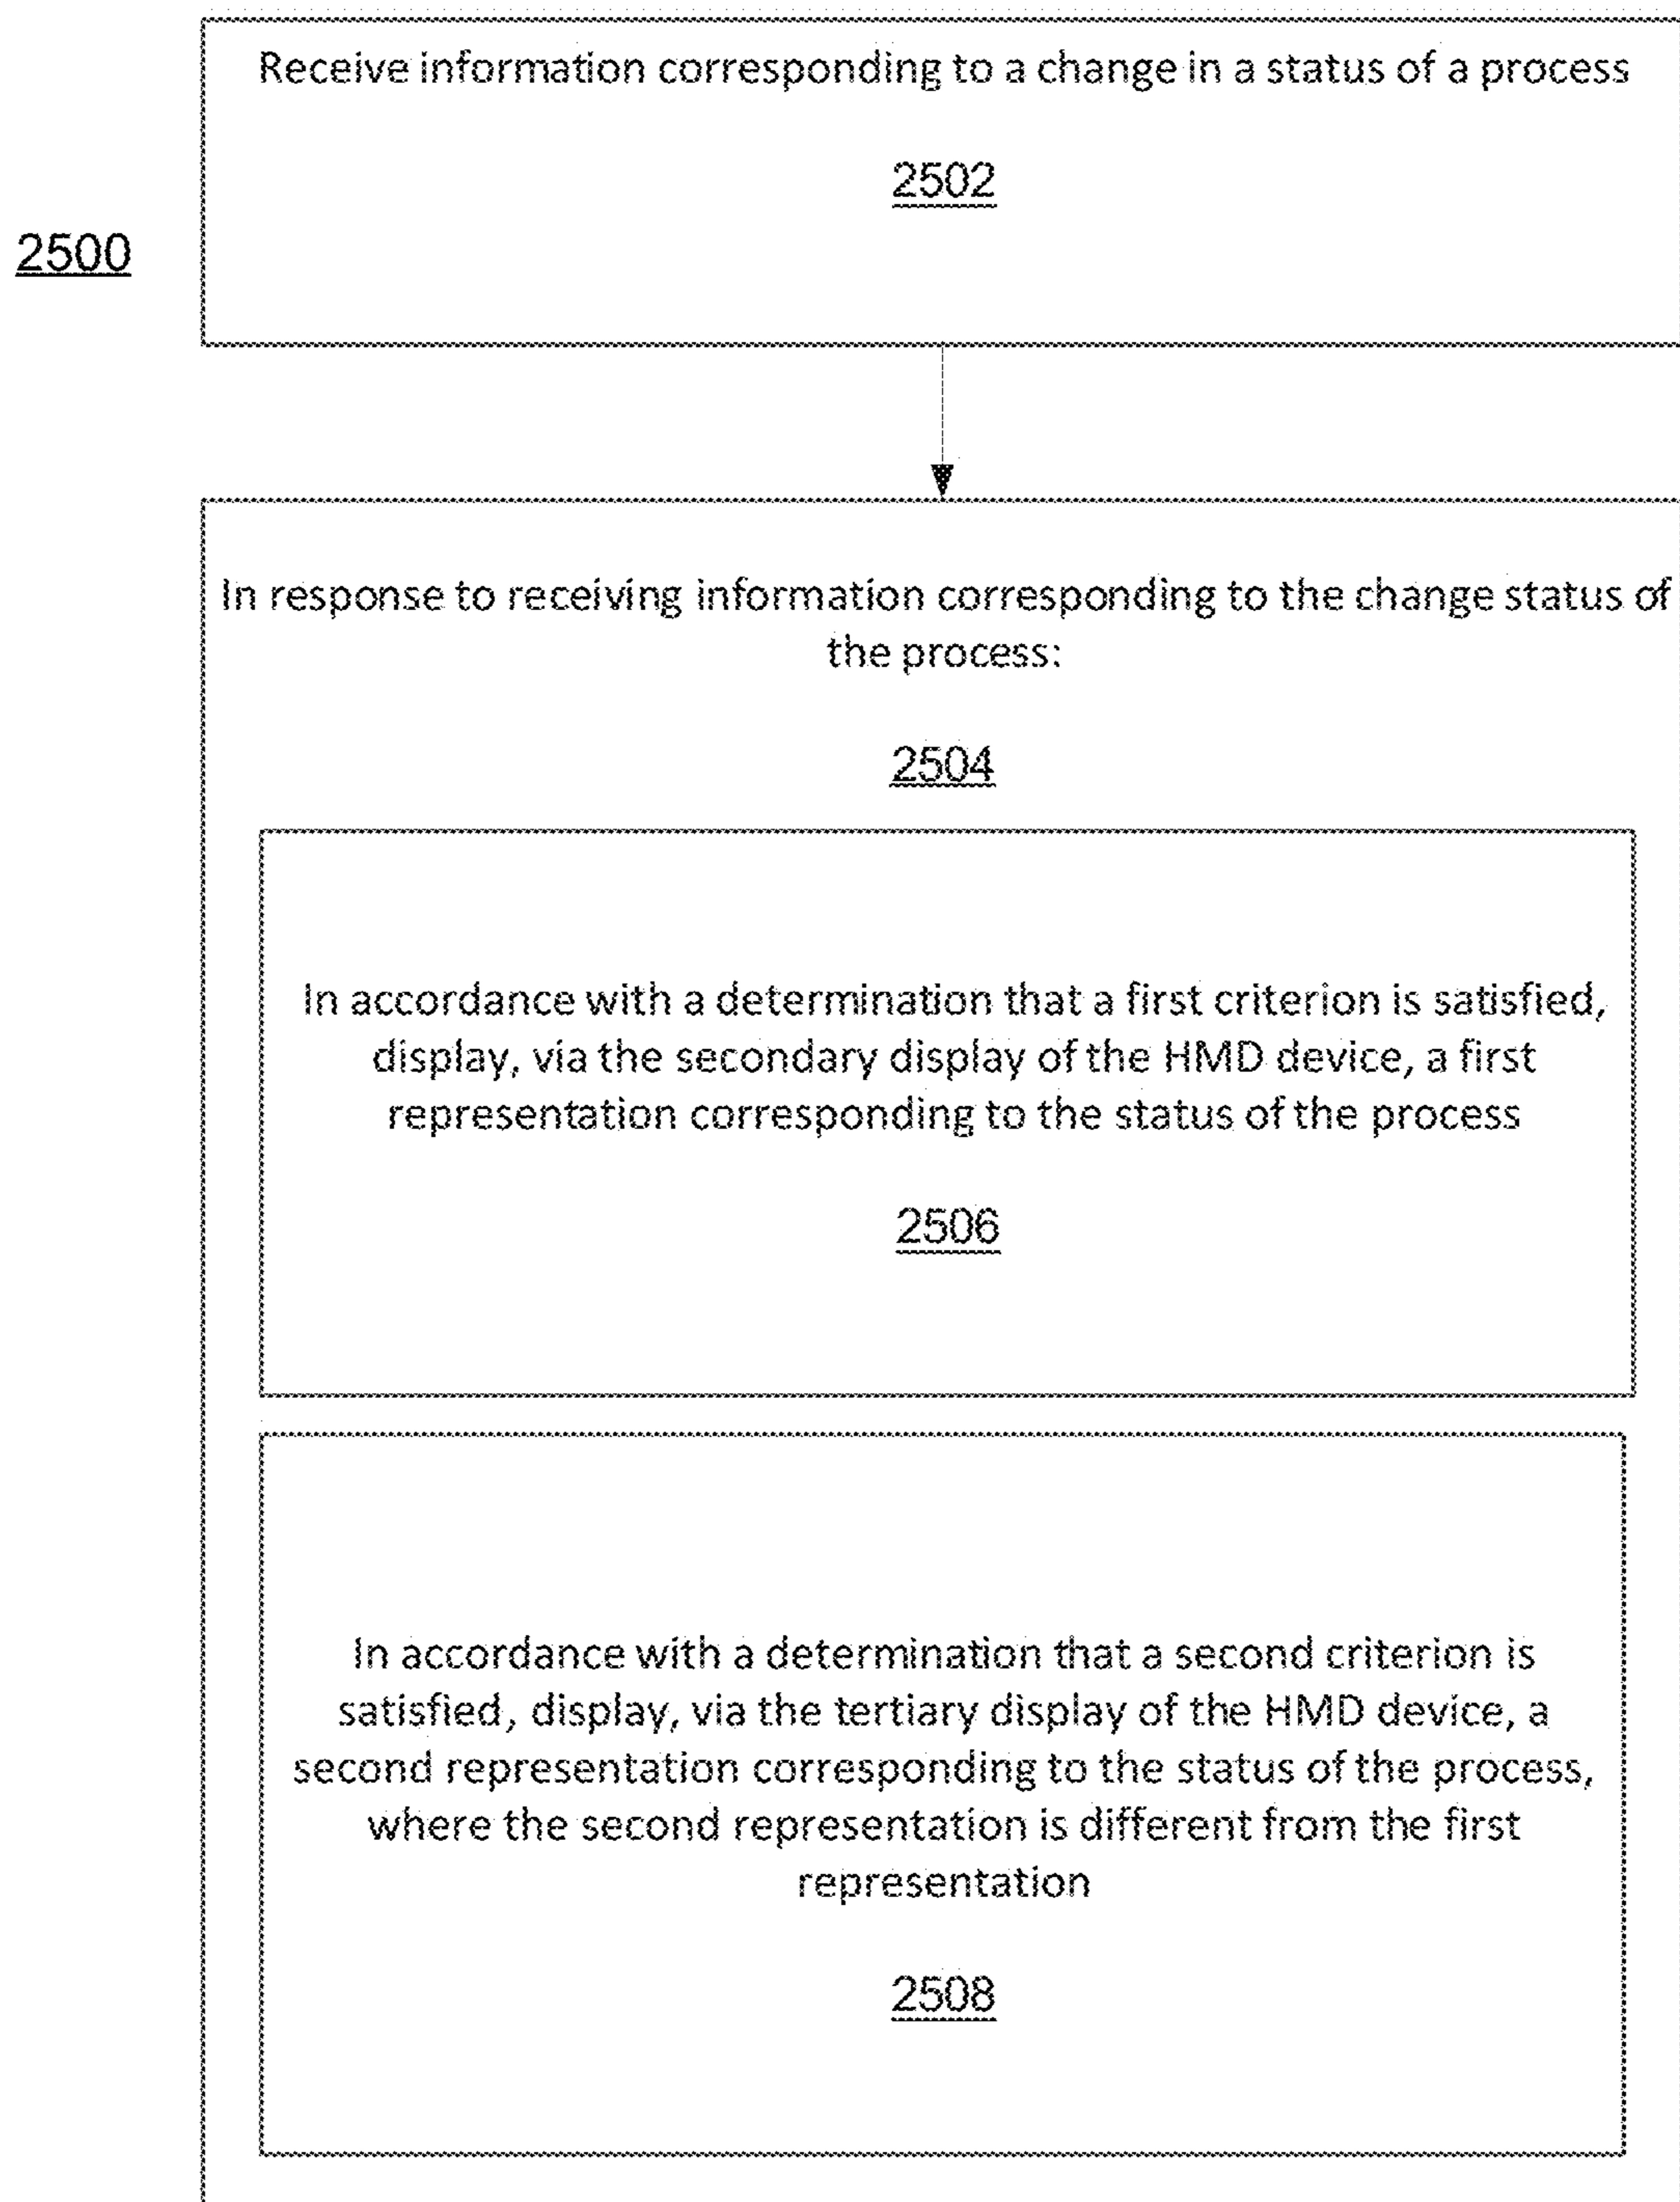 Receive information corresponding to a change in a status of a process
2502
2500
In response to receiving information corresponding to the change status of
the process:
2504
In accordance with a determination that a first criterion is satisfied,
display, via the secondary display of the HMD device, a first
representation corresponding to the status of the process
2506
In accordance with a determination that a second criterion is
satisfied, display, via the tertiary display of the HMD device, a
second representation corresponding to the status of the process,
where the second representation is different from the first
representation
2508